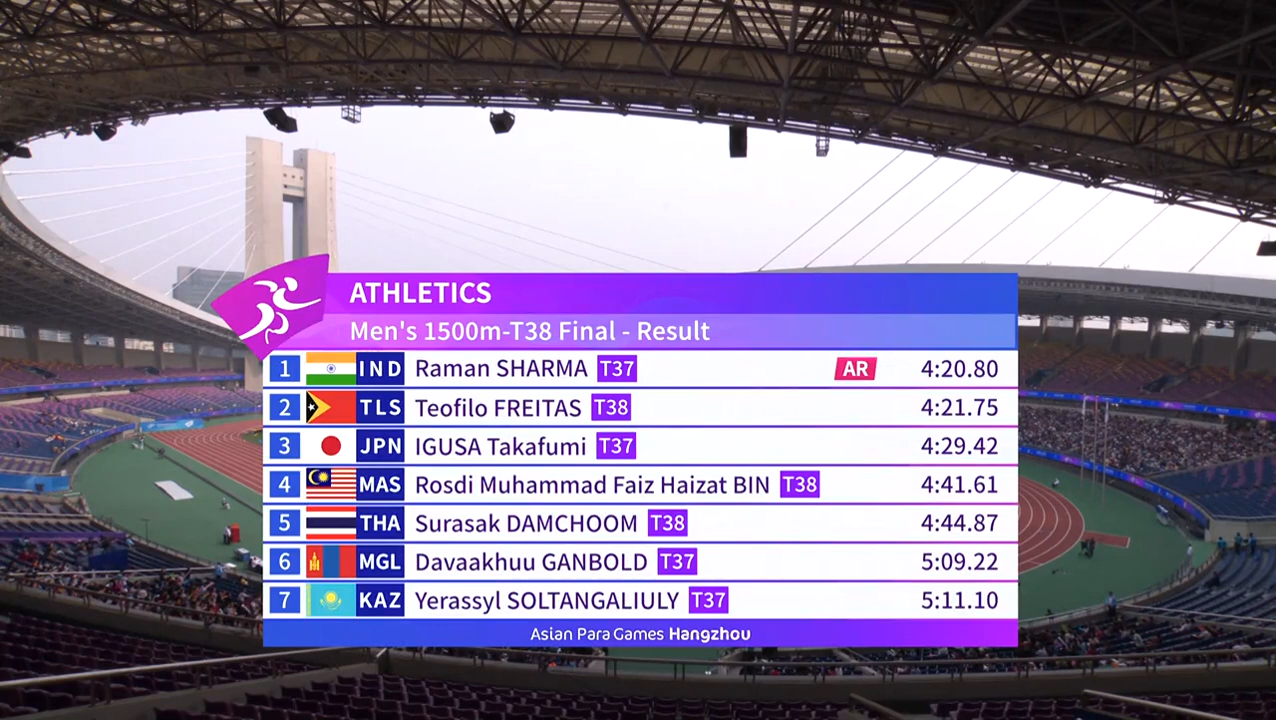 ATHLETICS
Men's 1500m-T38 Final - Result
1 IND Raman SHARMA T37 AR 4:20.80
2 TLS Teofilo FREITAS T38 4:21.75
3 JPN IGUSA Takafumi T37 4:29.42
4 MAS Rosdi Muhammad Faiz Haizat BIN T38 4:41.61
5 THA Surasak DAMCHOOM T38 4:44.87
6 MGL Davaakhuu GANBOLD T37 5:09.22
7 KAZ Yerassyl SOLTANGALIULY T37 5:11.10
Asian Para Games Hangzhou